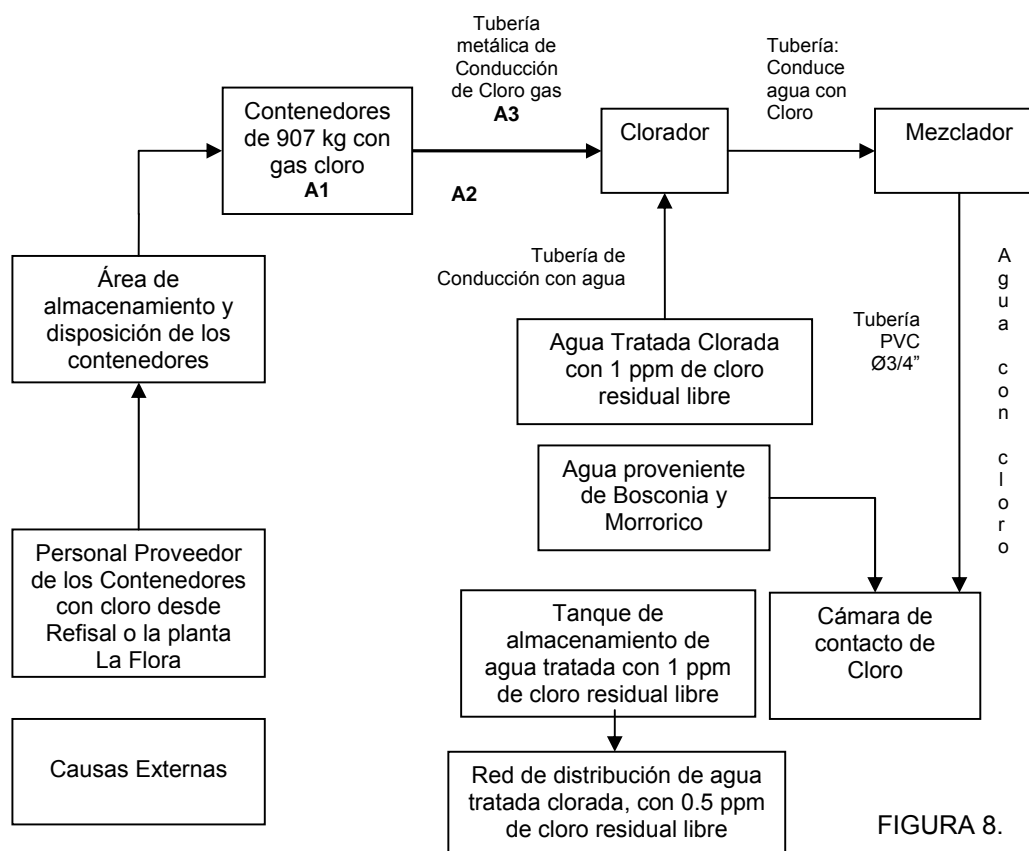 Tubería
metálica de
Conducción
de Cloro gas
A3
Tubería:
Conduce
agua con
Cloro
Contenedores
de 907 kg con
gas cloro
A1
Clorador
Mezclador
A2
Área de
almacenamiento y
disposición de los
contenedores
Tubería de
Conducción con agua
Agua con cloro
Tubería
PVC
Ø3/4”
Agua Tratada Clorada
con 1 ppm de cloro
residual libre
Agua proveniente
de Bosconia y
Morrorico
Personal Proveedor
de los Contenedores
con cloro desde
Refisal o la planta
La Flora
Tanque de
almacenamiento de
agua tratada con 1 ppm
de cloro residual libre
Cámara de
contacto de
Cloro
Causas Externas
Red de distribución de agua
tratada clorada, con 0.5 ppm
de cloro residual libre
FIGURA 8.